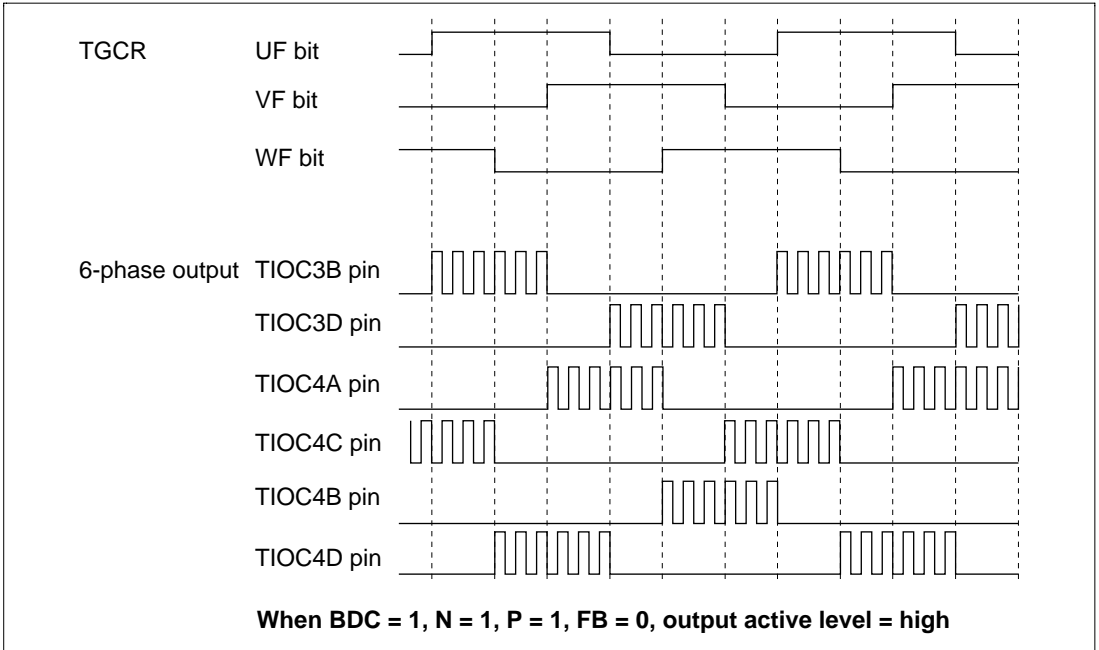 TGCR UF bit
VF bit
WF bit
6-phase output TIOC3B pin
TIOC3D pin
TIOC4A pin
TIOC4C pin
TIOC4B pin
TIOC4D pin
When BDC = 1, N = 1, P = 1, FB = 0, output active level = high